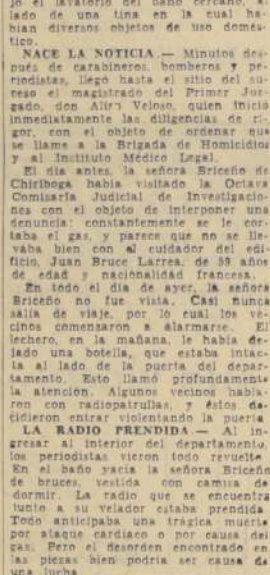 jo el lavatorio del baño cercano, al
lado de una tina en la cual ha-
bían diversos objetos de uso domés-
tico.
NACE LA NOTICIA.— Minutos des-
pués de carabineros, bomberos y pe-
riodistas, llegó hasta el sitio del su-
ceso el magistrado del Primer Juz-
gado, don Aliro Veloso, quien inició
inmediatamente las diligencias de ri-
gor, con el objeto de ordenar que
se llame a la Brigada de Homicidios
y al Instituto Médico Legal.
El día antes, la señora Briceño de
Chiriboga había visitado la Octava
Comisaría Judicial de Investigacio-
nes con el objeto de interponer una
denuncia: constantemente se le cor-
taba el gas, y parece que no se lle-
vaba bien con el cuidador del edi-
ficio, Juan Bruce Larrea, de 59 años
de edad y nacionalidad francesa.
En todo el día de ayer, la señora
Briceño no fue vista. Casi nunca
salía de viaje, por lo cual los ve-
cinos comenzaron a alarmarse. El
lechero, en la mañana, le había de-
jado una botella, que estaba intac-
ta al lado de la puerta del depar-
tamento. Esto llamó profundamente
la atención. Algunos vecinos habla-
ron con radiopatrullas, y éstos de-
cidieron entrar violentando la puerta
LA RADIO PRENDIDA.— Al in-
gresar al interior del departamento,
los periodistas vieron todo revuelto
En el baño yacía la señora Briceño
de bruces, vestida con camisa de
dormir. La radio que se encuentra
junto a su velador estaba prendida
Todo anticipaba una trágica muerte
por ataque cardíaco o por causa del
gas. Pero el desorden encontrado en
las piezas bien podría ser causa de
una lucha